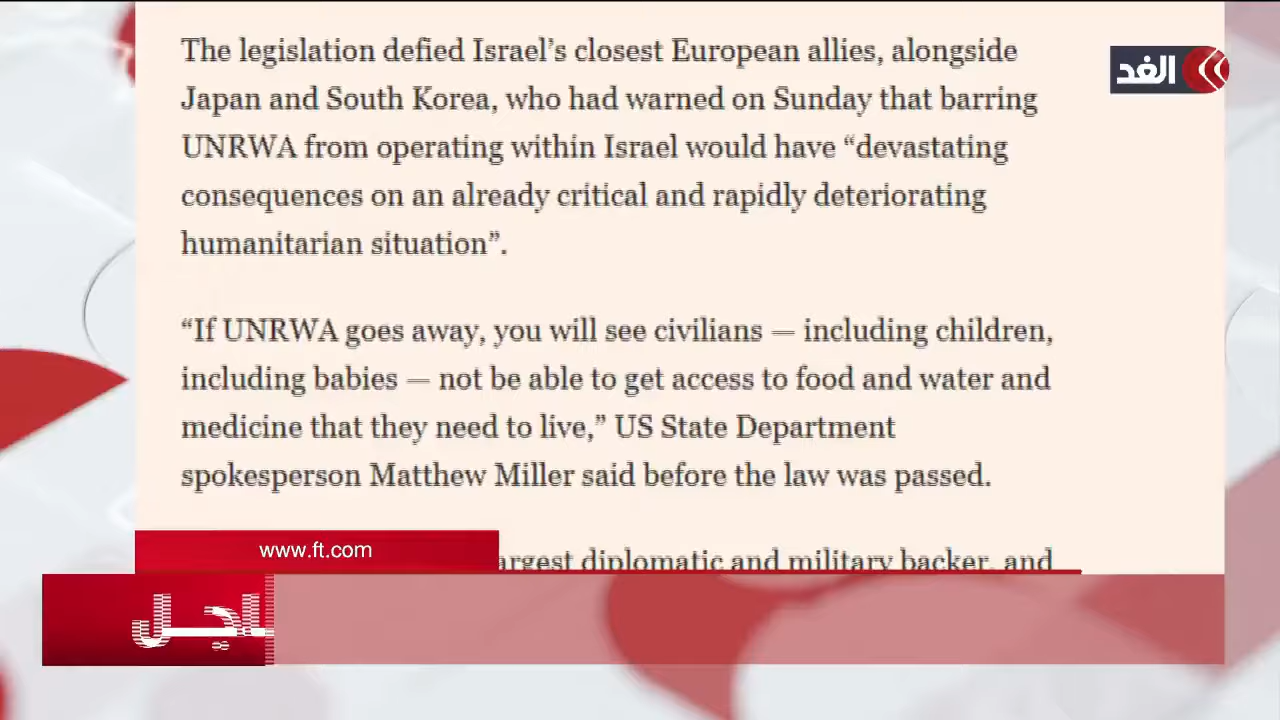 The legislation defied Israel’s closest European allies, alongside
Japan and South Korea, who had warned on Sunday that barring
UNRWA from operating within Israel would have “devastating
consequences on an already critical and rapidly deteriorating
humanitarian situation”.
“If UNRWA goes away, you will see civilians — including children,
including babies — not be able to get access to food and water and
medicine that they need to live,” US State Department
spokesperson Matthew Miller said before the law was passed.
diplomatic and military backer, and
الغد
www.ft.com